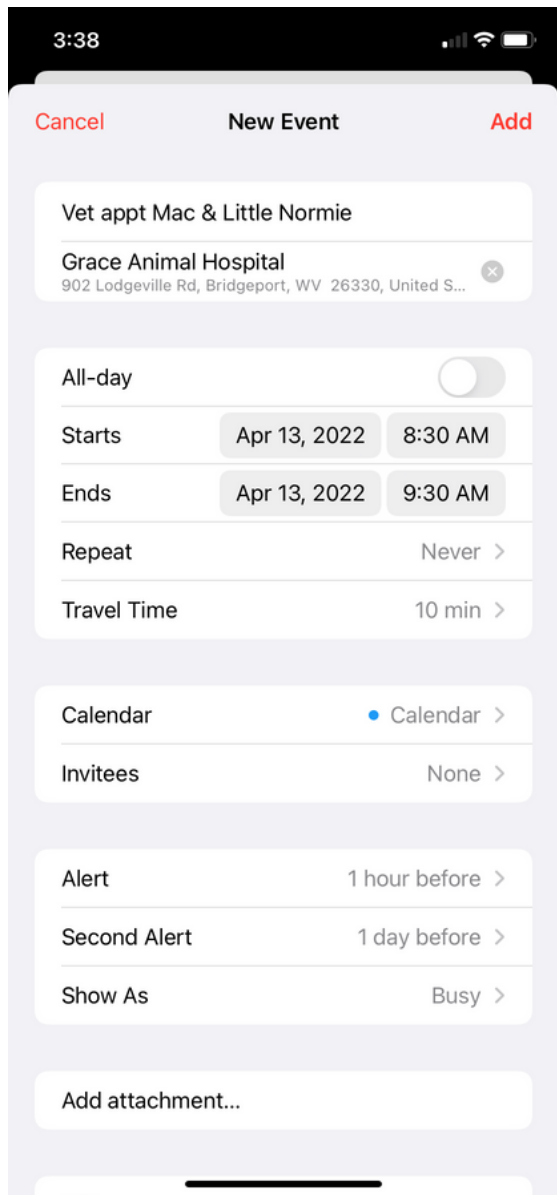 3:38
Cancel New Event Add
Vet appt Mac & Little Normie
Grace Animal Hospital
902 Lodgeville Rd, Bridgeport, WV 26330, United S...
All-day
Starts Apr 13, 2022 8:30 AM
Ends Apr 13, 2022 9:30 AM
Repeat Never
Travel Time 10 min
Calendar Calendar
Invitees None
Alert 1 hour before
Second Alert 1 day before
Show As Busy
Add attachment...